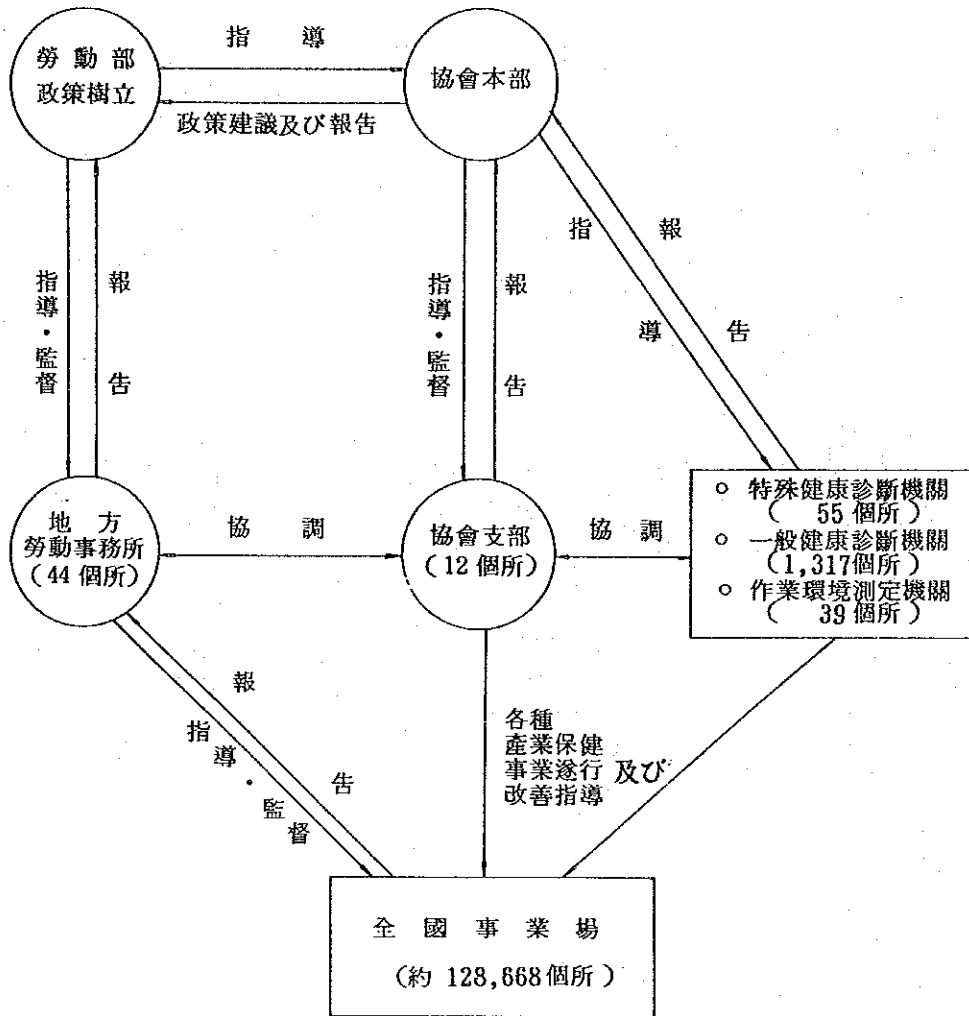 指導
勞動部
政策樹立
協會本部
政策建議及び報告
指導・監督
報告
指導・監督
報告
指導
報告
地方
勞動事務所
(44個所)
協調
協會支部
(12個所)
協調
○ 特殊健康診斷機關
( 55個所)
○ 一般健康診斷機關
(1,317個所)
○ 作業環境測定機關
( 39個所)
報告
指導・監督
各種
產業保健
事業遂行 及び
改善指導
全國事業場
(約 128,668個所)